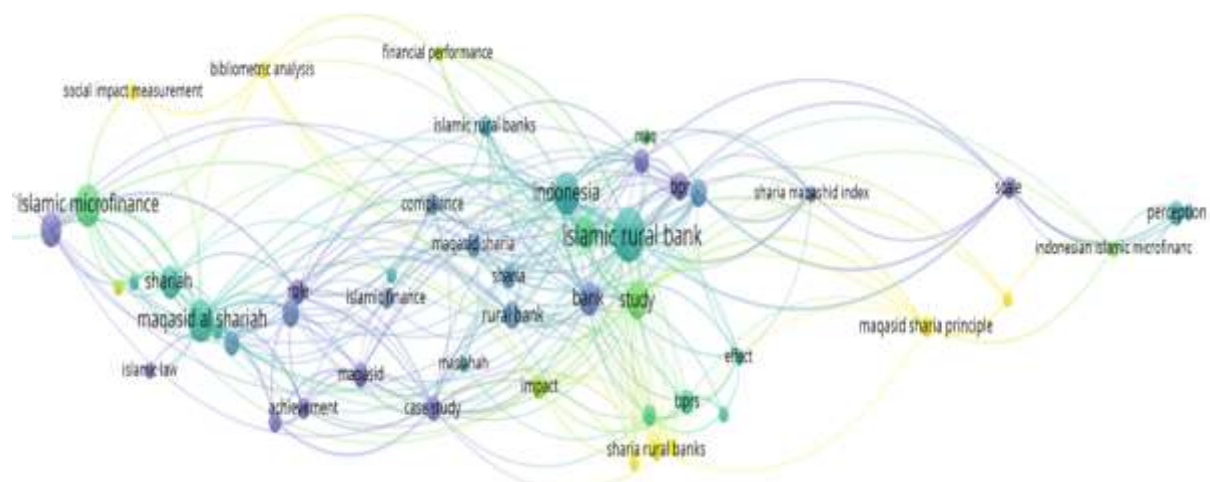 financial performance
bibliometric analysis
social impact measurement
islamic rural banks
maq
indonesia
bpr
sharia maqashid index
scale
islamic microfinance
compliance
perception
islamic rural bank
maqasid sharia
indonesian islamic microfinanc
sharia
shariah
role
islamic finance
bank
study
rural bank
maqasid al shariah
maqasid sharia principle
effect
maslahah
islamic law
maqasid
impact
achievement
case study
bprs
sharia rural banks